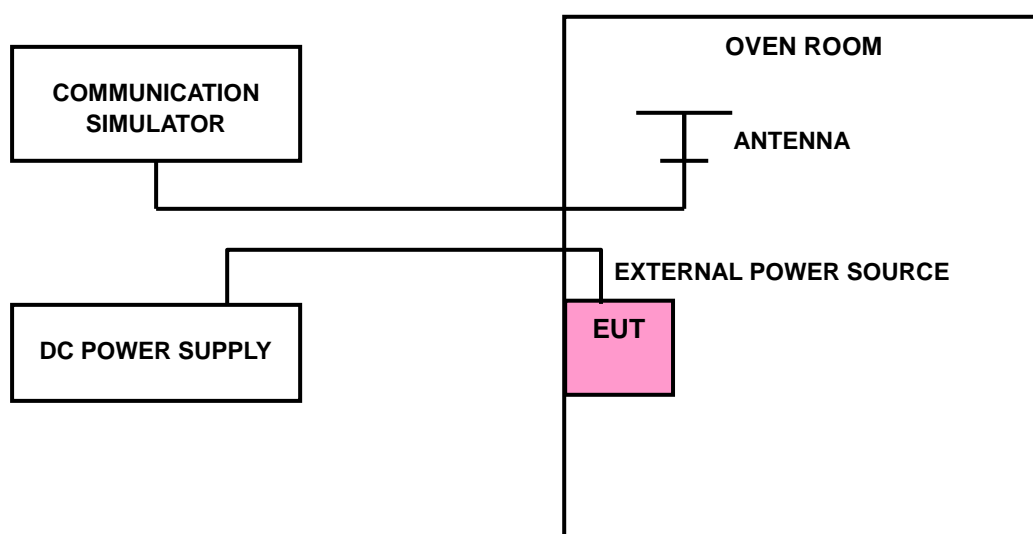 OVEN ROOM
COMMUNICATION
SIMULATOR
ANTENNA
EXTERNAL POWER SOURCE
EUT
DC POWER SUPPLY